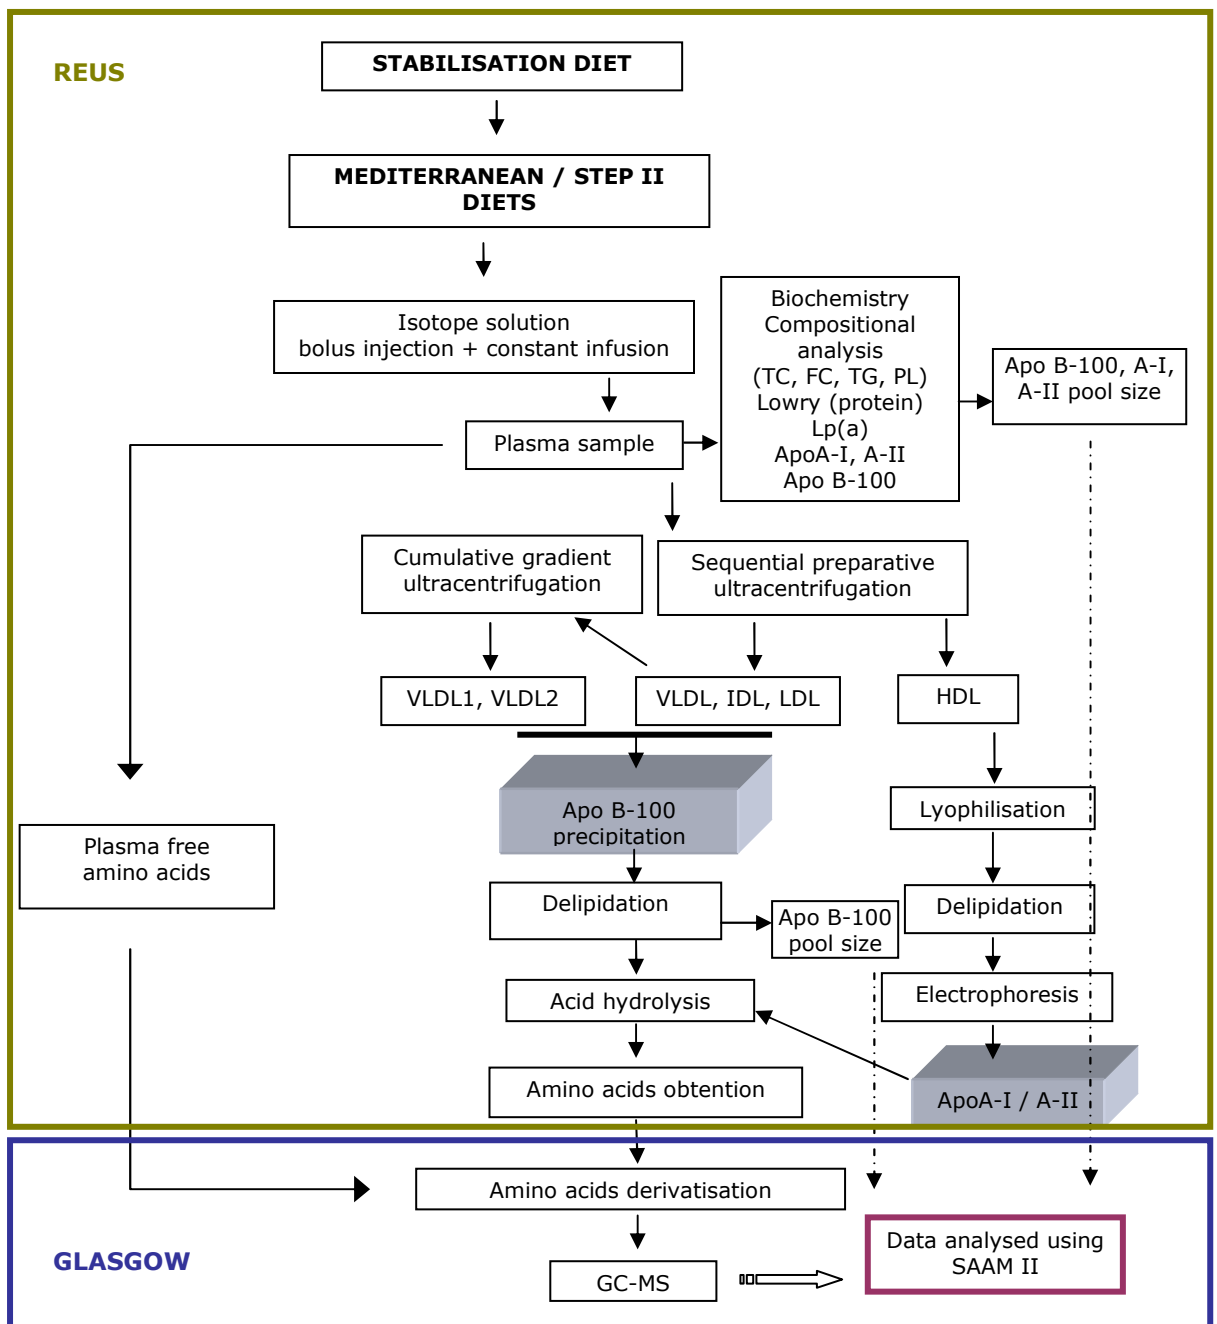 REUS
STABILISATION DIET
MEDITERRANEAN / STEP II
DIETS
Isotope solution
bolus injection + constant infusion
Biochemistry
Compositional
analysis
(TC, FC, TG, PL)
Lowry (protein)
Lp(a)
ApoA-I, A-II
Apo B-100
Apo B-100, A-I,
A-II pool size
Plasma sample
Cumulative gradient
ultracentrifugation
Sequential preparative
ultracentrifugation
VLDL1, VLDL2
VLDL, IDL, LDL
HDL
Apo B-100
precipitation
Lyophilisation
Plasma free
amino acids
Delipidation
Apo B-100
pool size
Delipidation
Acid hydrolysis
Electrophoresis
Amino acids obtention
ApoA-I / A-II
Amino acids derivatisation
GLASGOW
GC-MS
Data analysed using
SAAM II